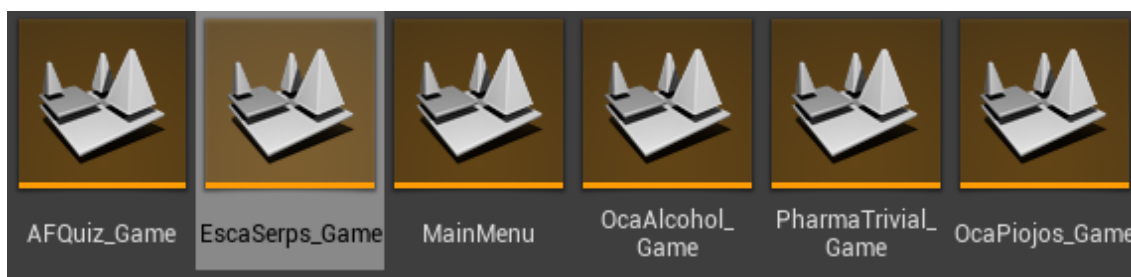 AFQuiz_Game
EscaSerps_Game
MainMenu
OcaAlcohol_
Game
PharmaTrivial_
Game
OcaPiojos_Game